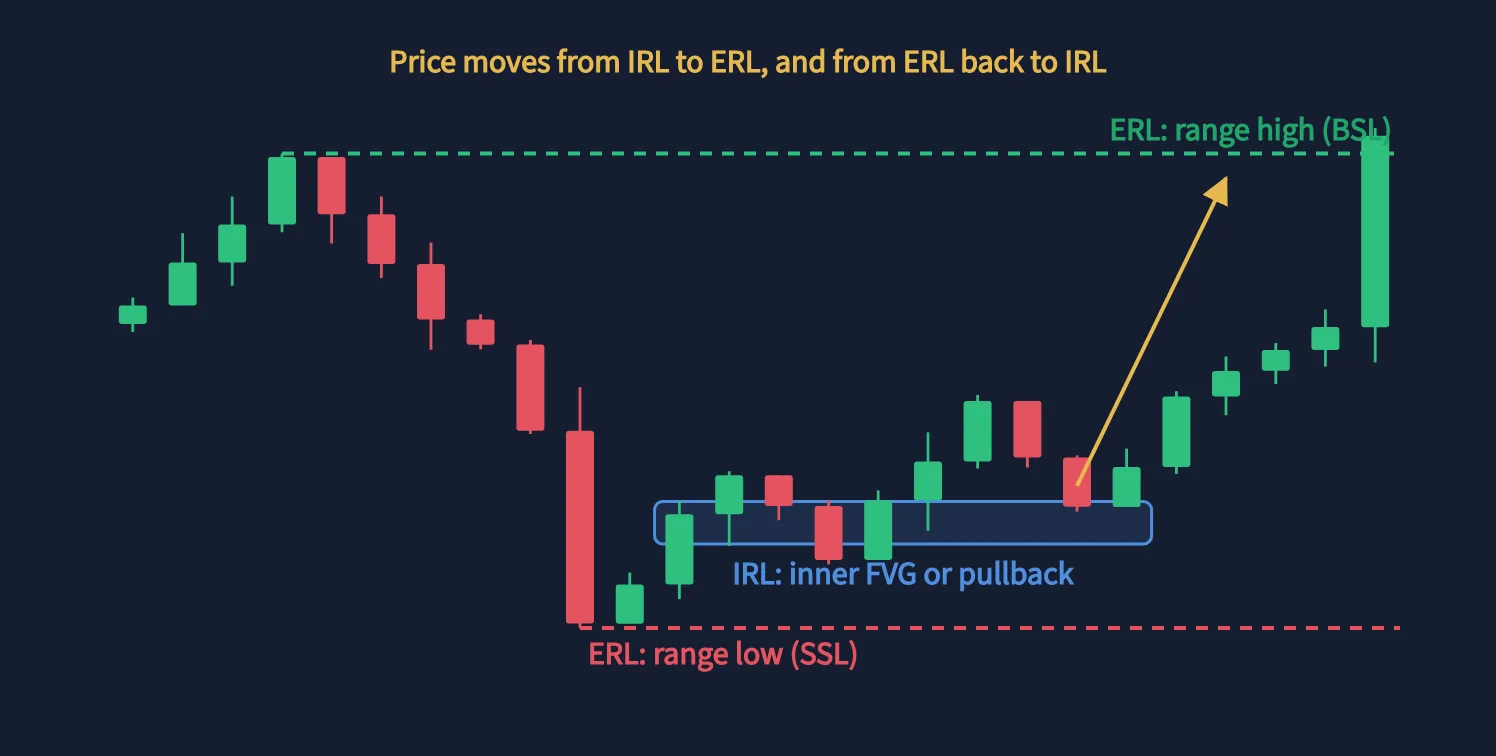 Price moves from IRL to ERL, and from ERL back to IRL
ERL: range high (BSL)
IRL: inner FVG or pullback
ERL: range low (SSL)